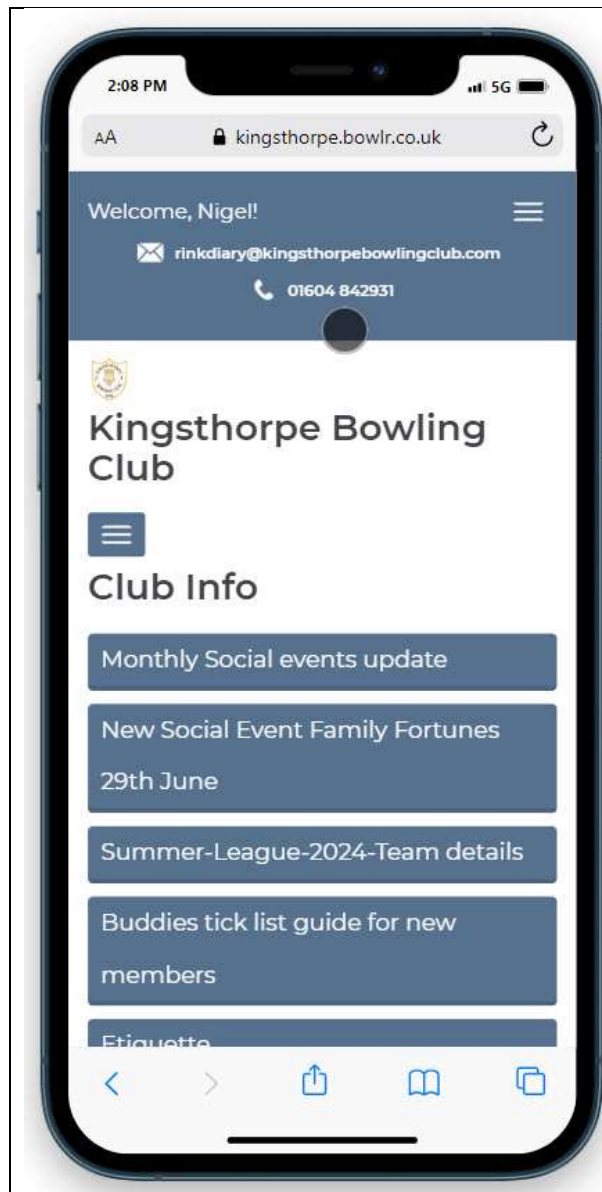 2:08 PM 5G
AA kingsthorpe.bowlr.co.uk
Welcome, Nigel!
rinkdiary@kingsthorpebowlingclub.com
01604 842931
Kingsthorpe Bowling
Club
Club Info
Monthly Social events update
New Social Event Family Fortunes
29th June
Summer-League-2024-Team details
Buddies tick list guide for new
members
Etiquette